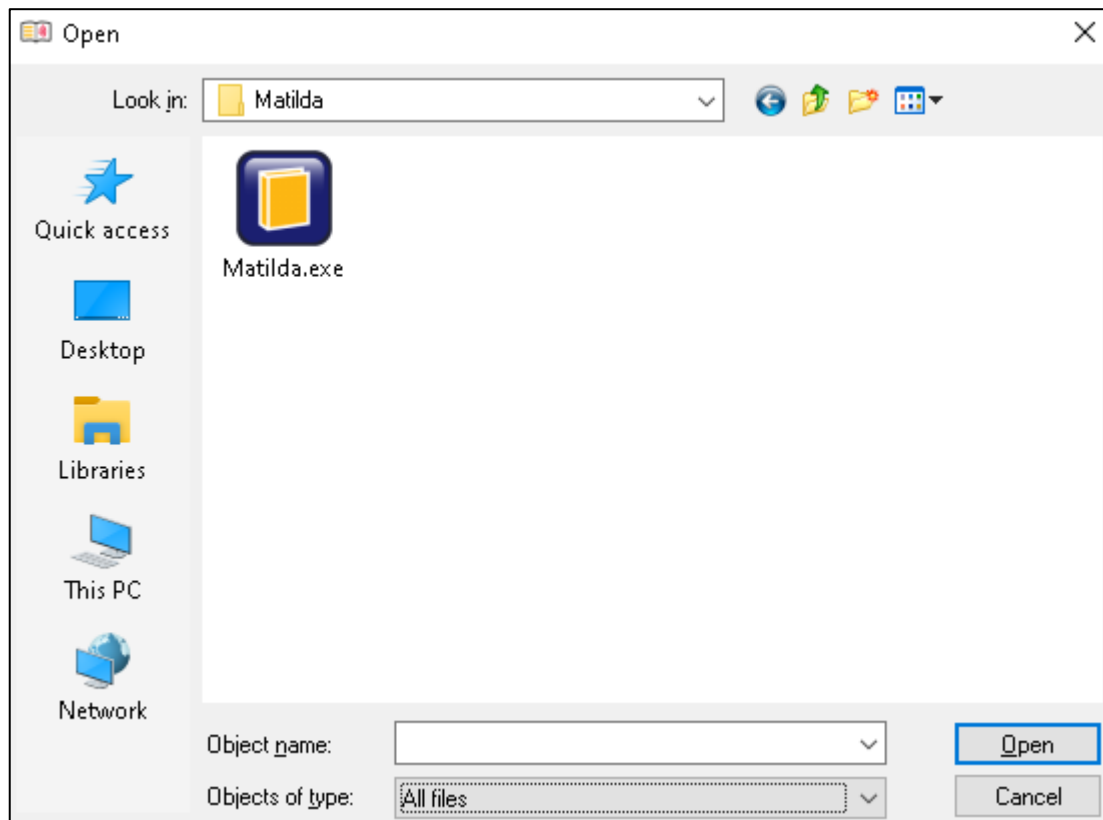 Open
Look in:
Matilda
Quick access
Matilda.exe
Desktop
Libraries
This PC
Network
Object name:
Open
Objects of type:
All files
Cancel